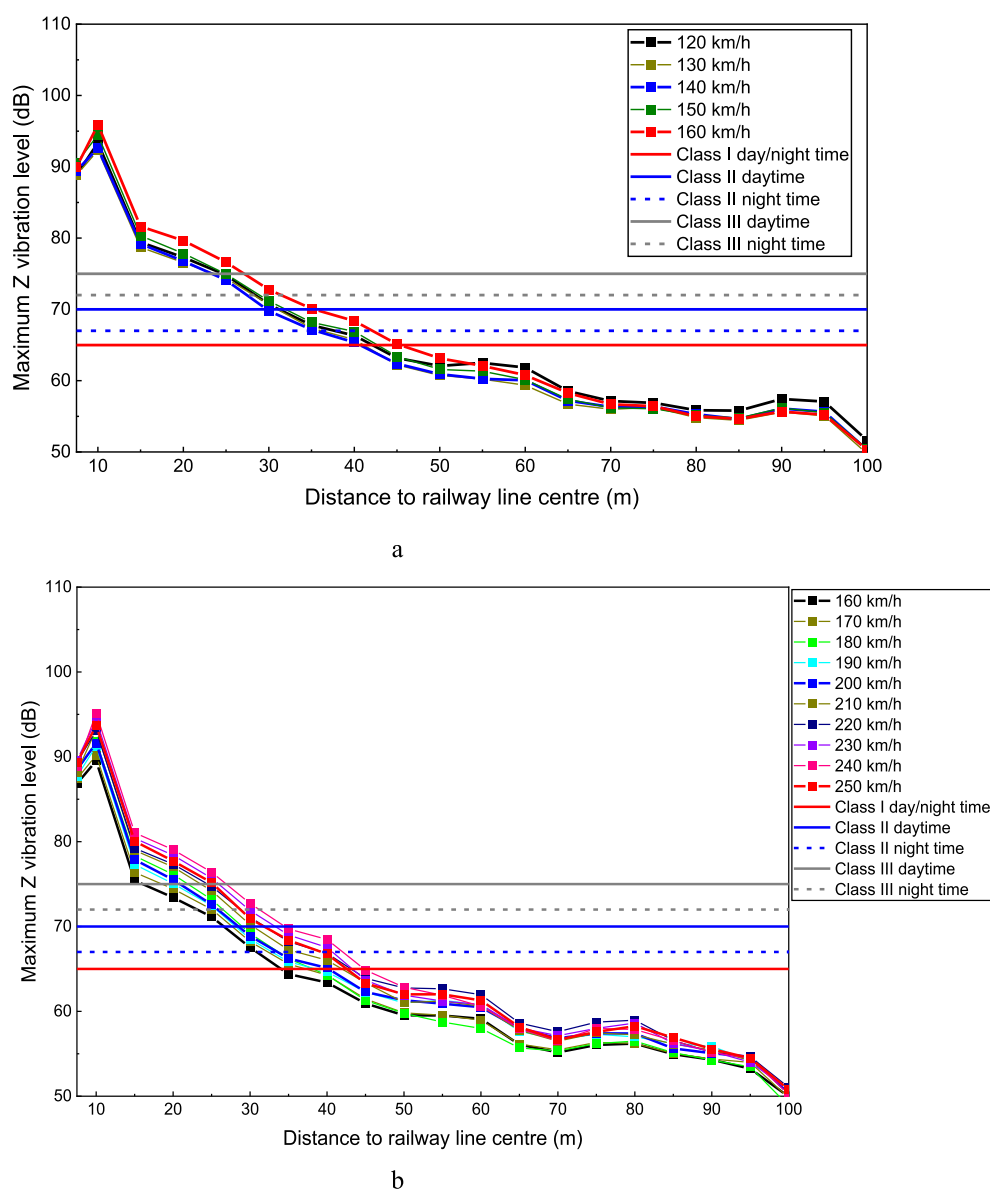 110
100
90
80
70
60
50
Maximum Z vibration level (dB)
120 km/h
130 km/h
140 km/h
150 km/h
160 km/h
Class I day/night time
Class II daytime
Class II night time
Class III daytime
Class III night time
10 20 30 40 50 60 70 80 90 100
Distance to railway line centre (m)
a
110
100
90
80
70
60
50
Maximum Z vibration level (dB)
160 km/h
170 km/h
180 km/h
190 km/h
200 km/h
210 km/h
220 km/h
230 km/h
240 km/h
250 km/h
Class I day/night time
Class II daytime
Class II night time
Class III daytime
Class III night time
10 20 30 40 50 60 70 80 90 100
Distance to railway line centre (m)
b